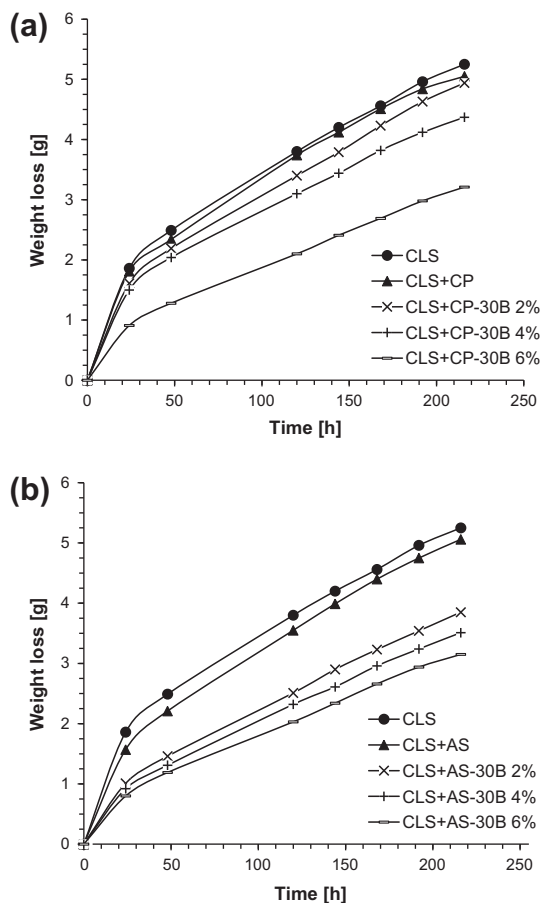 (a)
6
5
4
3
2
1
0
Weight loss [g]
0 50 100 150 200 250
Time [h]
CLS
CLS+CP
CLS+CP-30B 2%
CLS+CP-30B 4%
CLS+CP-30B 6%
(b)
6
5
4
3
2
1
0
Weight loss [g]
0 50 100 150 200 250
Time [h]
CLS
CLS+AS
CLS+AS-30B 2%
CLS+AS-30B 4%
CLS+AS-30B 6%